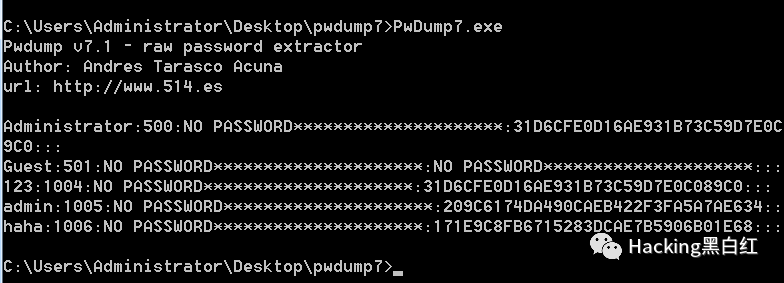 C:\Users\Administrator\Desktop\pwdump7>PwDump7.exe
Pwdump v7.1 - raw password extractor
Author: Andres Tarasco Acuna
url: http://www.514.es
Administrator:500:NO PASSWORD*********************:31D6CFE0D16AE931B73C59D7E0C
9C0:::
Guest:501:NO PASSWORD*********************:NO PASSWORD*********************:::
123:1004:NO PASSWORD*********************:31D6CFE0D16AE931B73C59D7E0C089C0:::
admin:1005:NO PASSWORD*********************:209C6174DA490CAEB422F3FA5A7AE634:::
haha:1006:NO PASSWORD*********************:171E9C8FB6715283DCAE7B5906B01E68:::
Hacking黑白红
C:\Users\Administrator\Desktop\pwdump7>_